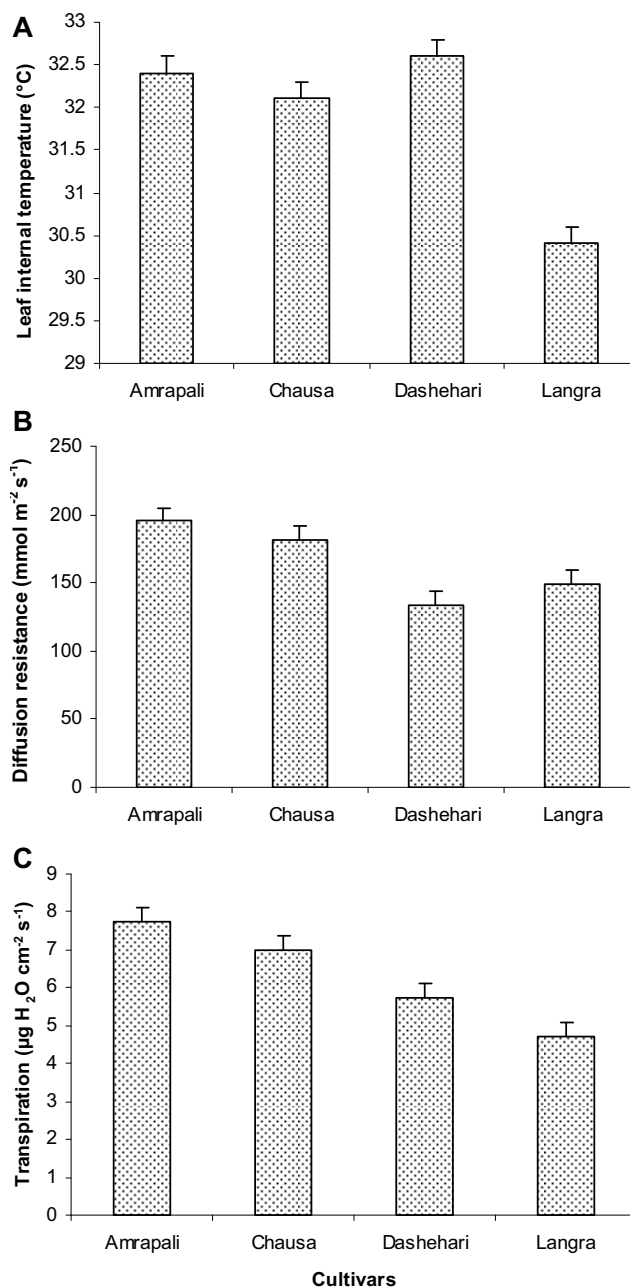 A
Leaf internal temperature (°C)
33
32.5
32
31.5
31
30.5
30
29.5
29
Amrapali Chausa Dashehari Langra
B
Diffusion resistance (mmol m⁻² s⁻¹)
250
200
150
100
50
0
Amrapali Chausa Dashehari Langra
C
Transpiration (µg H₂O cm⁻² s⁻¹)
9
8
7
6
5
4
3
2
1
0
Amrapali Chausa Dashehari Langra
Cultivars